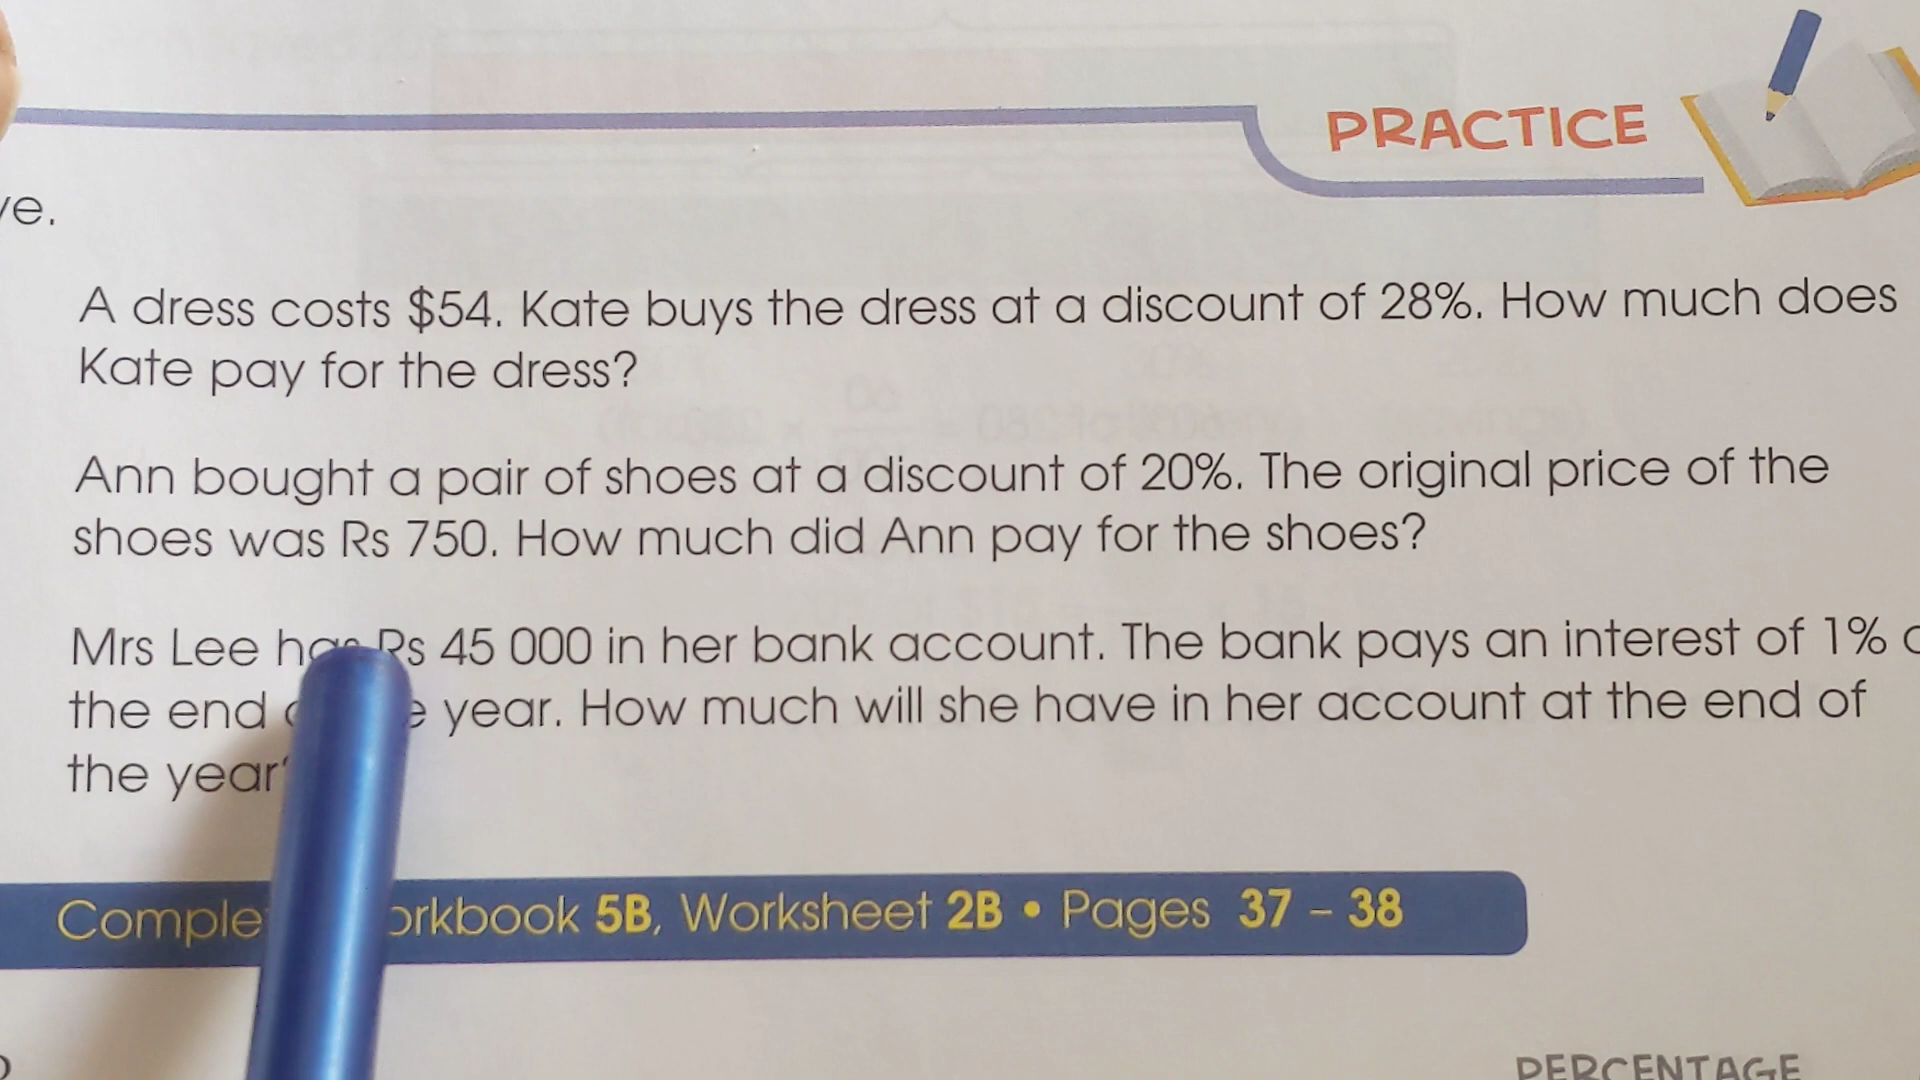 PRACTICE
A dress costs $54. Kate buys the dress at a discount of 28%. How much does
Kate pay for the dress?
Ann bought a pair of shoes at a discount of 20%. The original price of the
shoes was Rs 750. How much did Ann pay for the shoes?
Mrs Lee has Rs 45 000 in her bank account. The bank pays an interest of 1%
the end year. How much will she have in her account at the end of
the year
5B, Worksheet 2B • Pages 37 – 38
PERCENTAGE